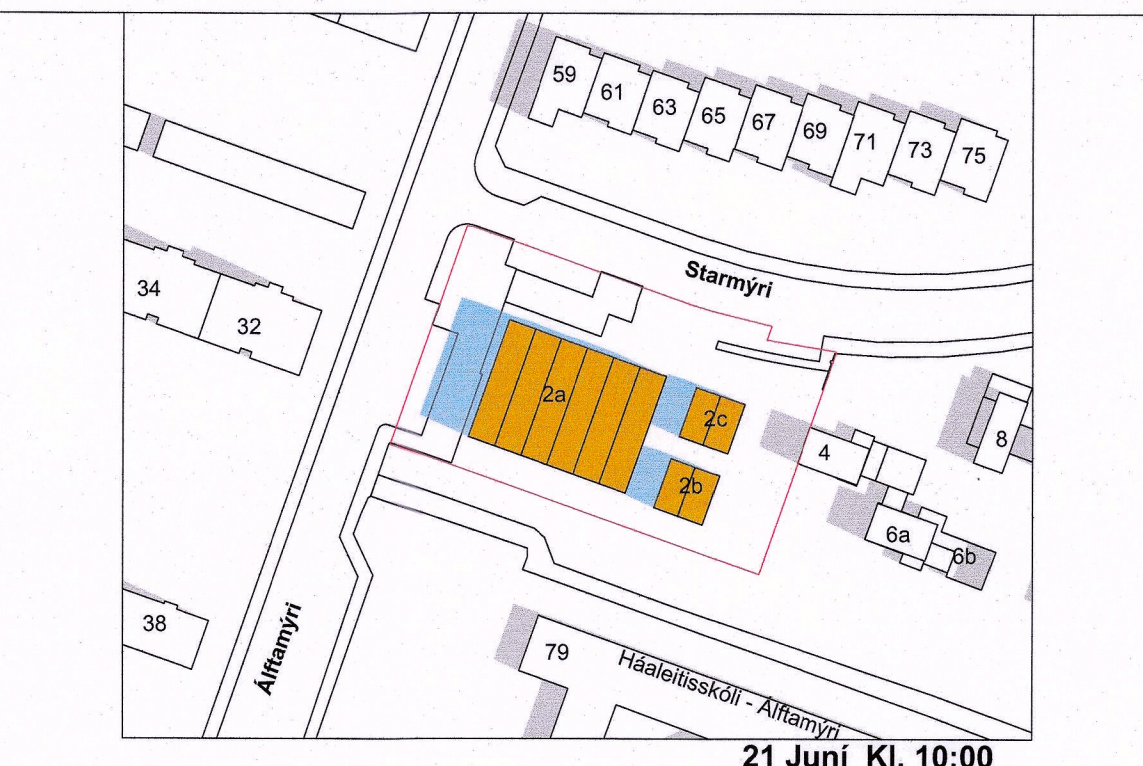 59
61
63
65
67
69
71
73
75
34
32
Starmýri
2a
2c
2b
4
8
6a
6b
38
Álftamýri
79
Háaleitisskóli - Álftamýri
21 Juní Kl. 10:00